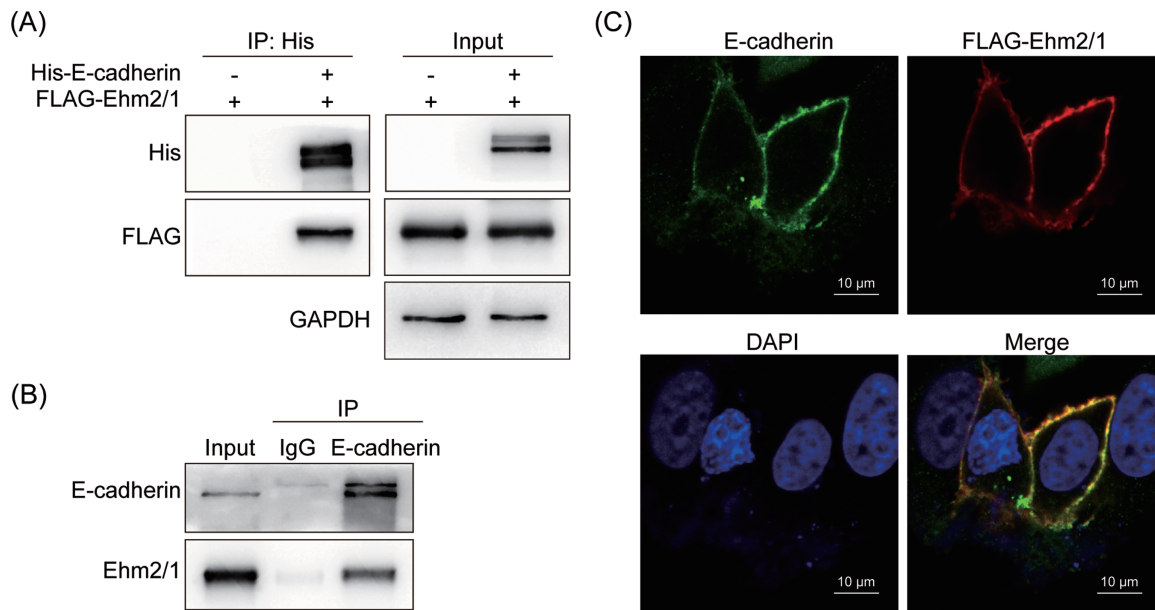 (A)
IP: His Input
His-E-cadherin - + - +
FLAG-Ehm2/1 + + + +
His
FLAG
GAPDH
(B)
IP
Input IgG E-cadherin
E-cadherin
Ehm2/1
(C)
E-cadherin FLAG-Ehm2/1
10 μm 10 μm
DAPI Merge
10 μm 10 μm